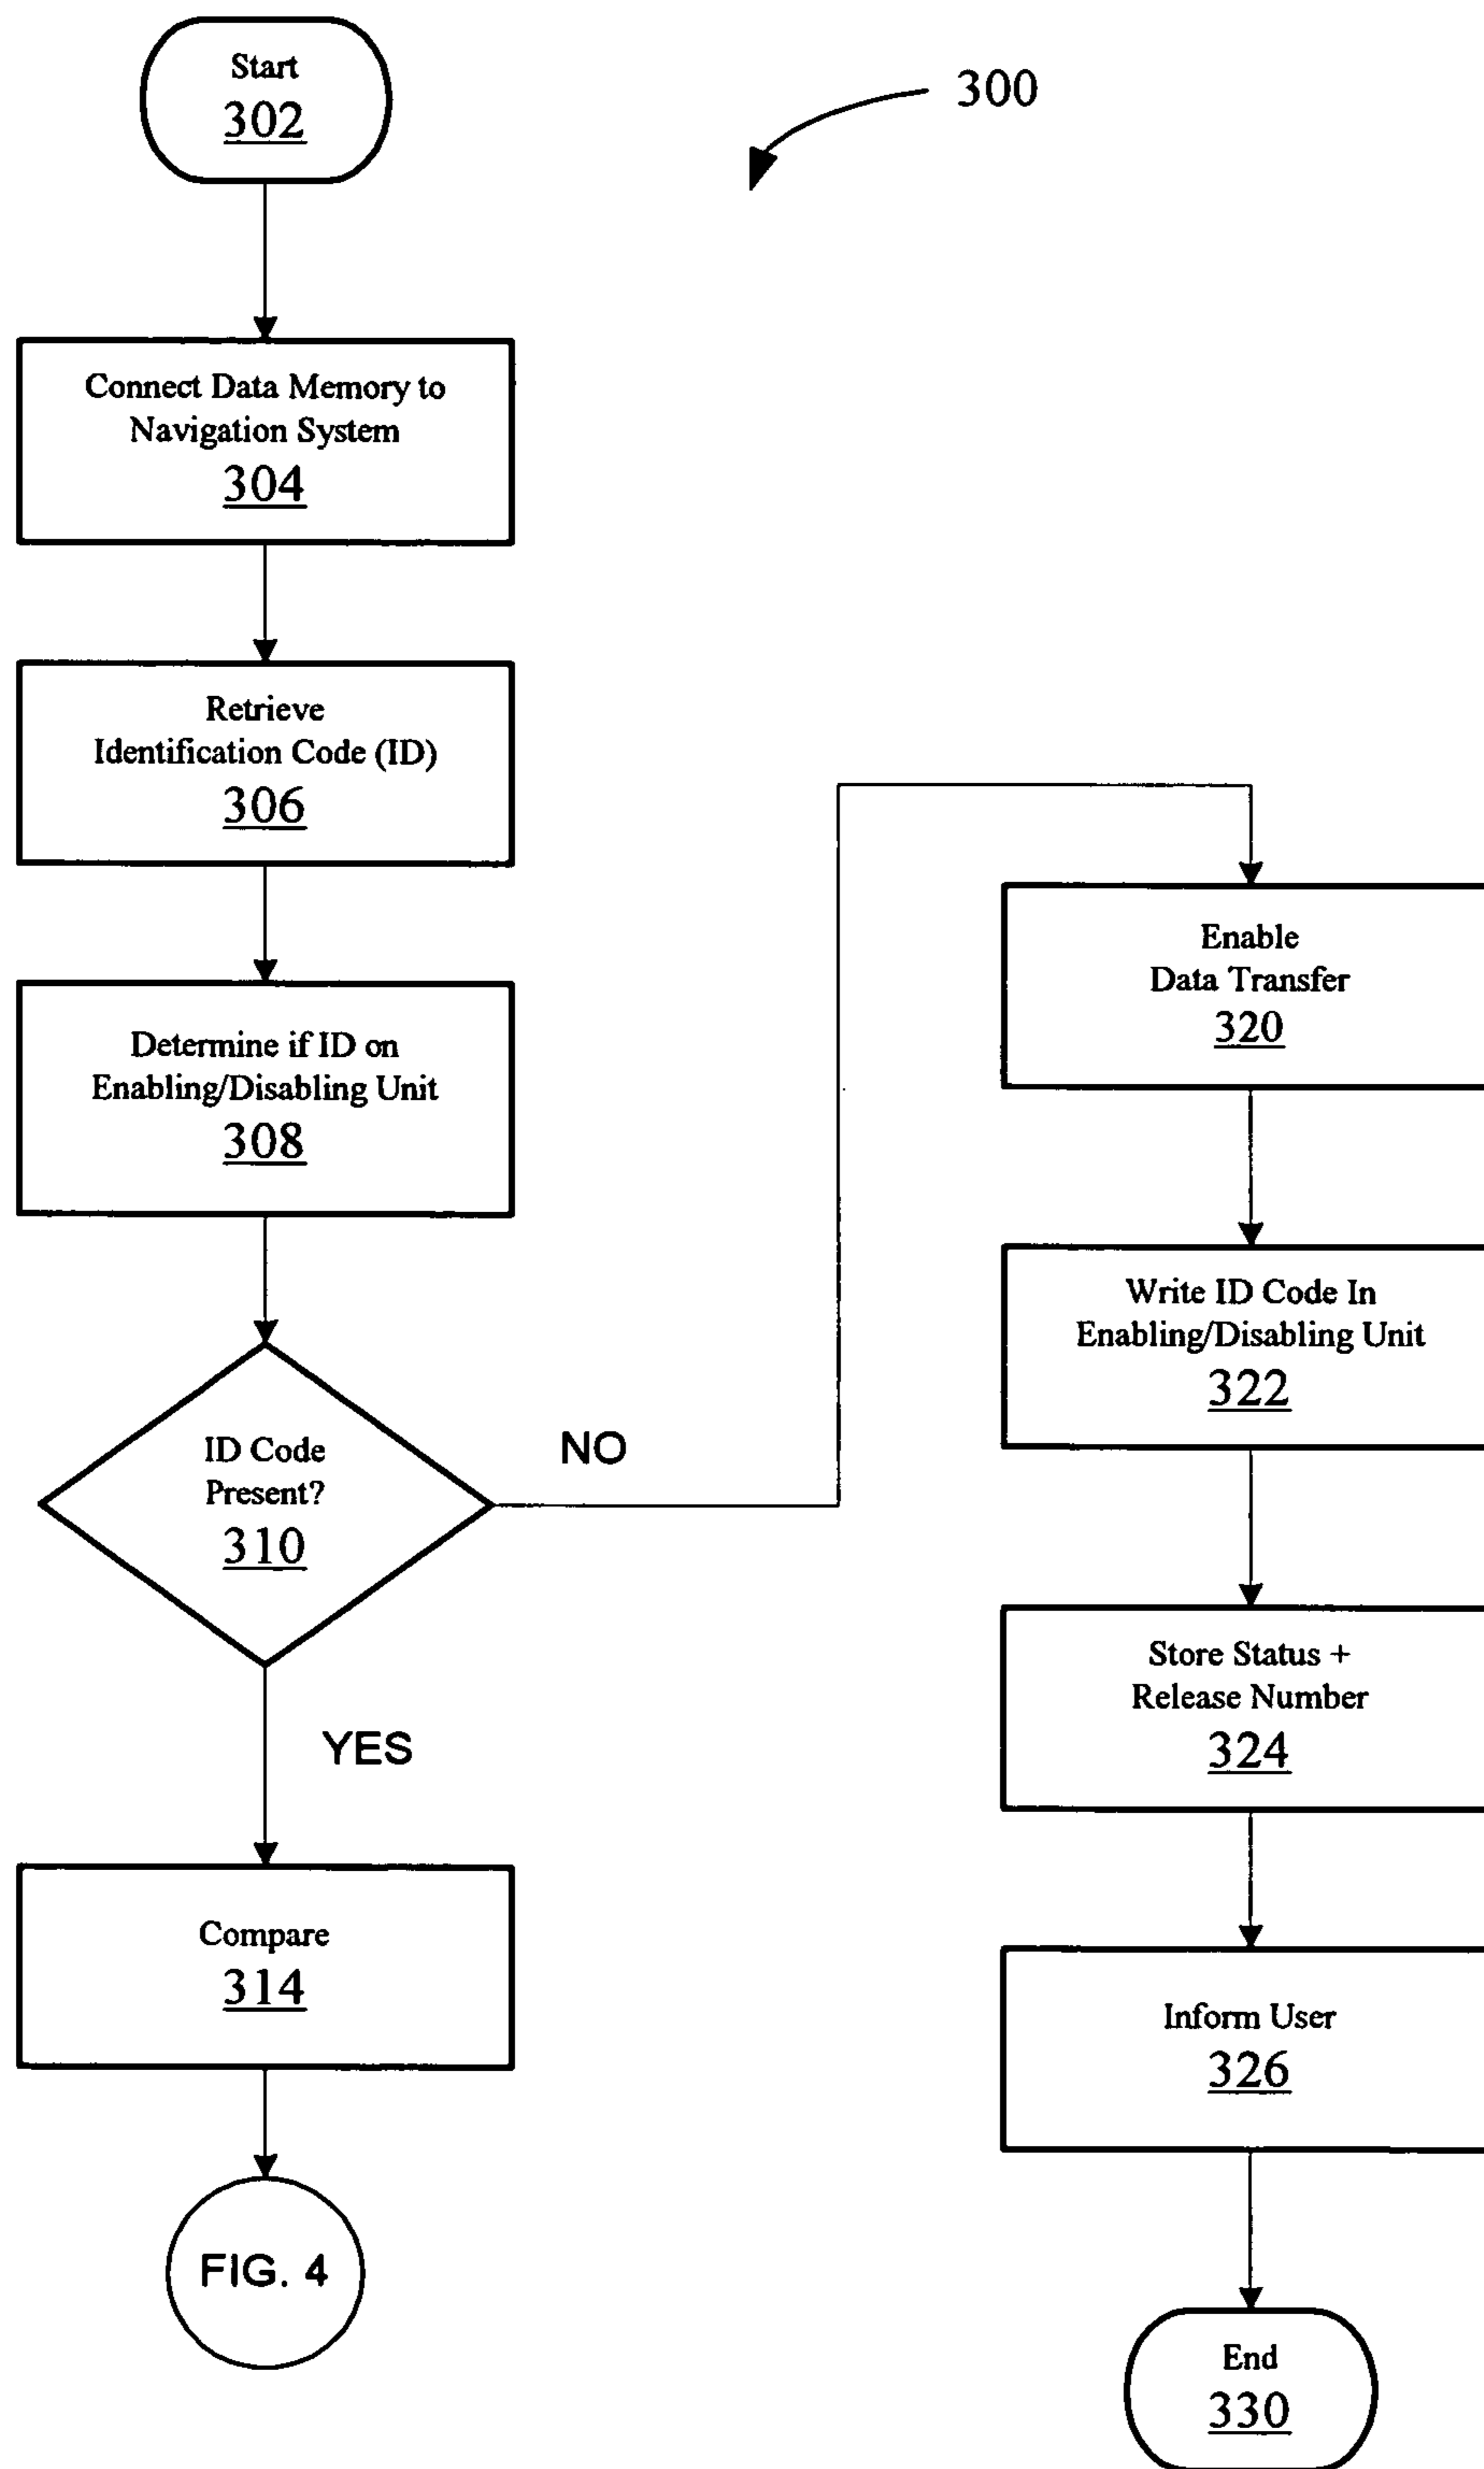 Start
302
300
Connect Data Memory to
Navigation System
304
Retrieve
Identification Code (ID)
306
Determine if ID on
Enabling/Disabling Unit
308
ID Code
Present?
310
NO
YES
Compare
314
FIG. 4
Enable
Data Transfer
320
Write ID Code In
Enabling/Disabling Unit
322
Store Status +
Release Number
324
Inform User
326
End
330